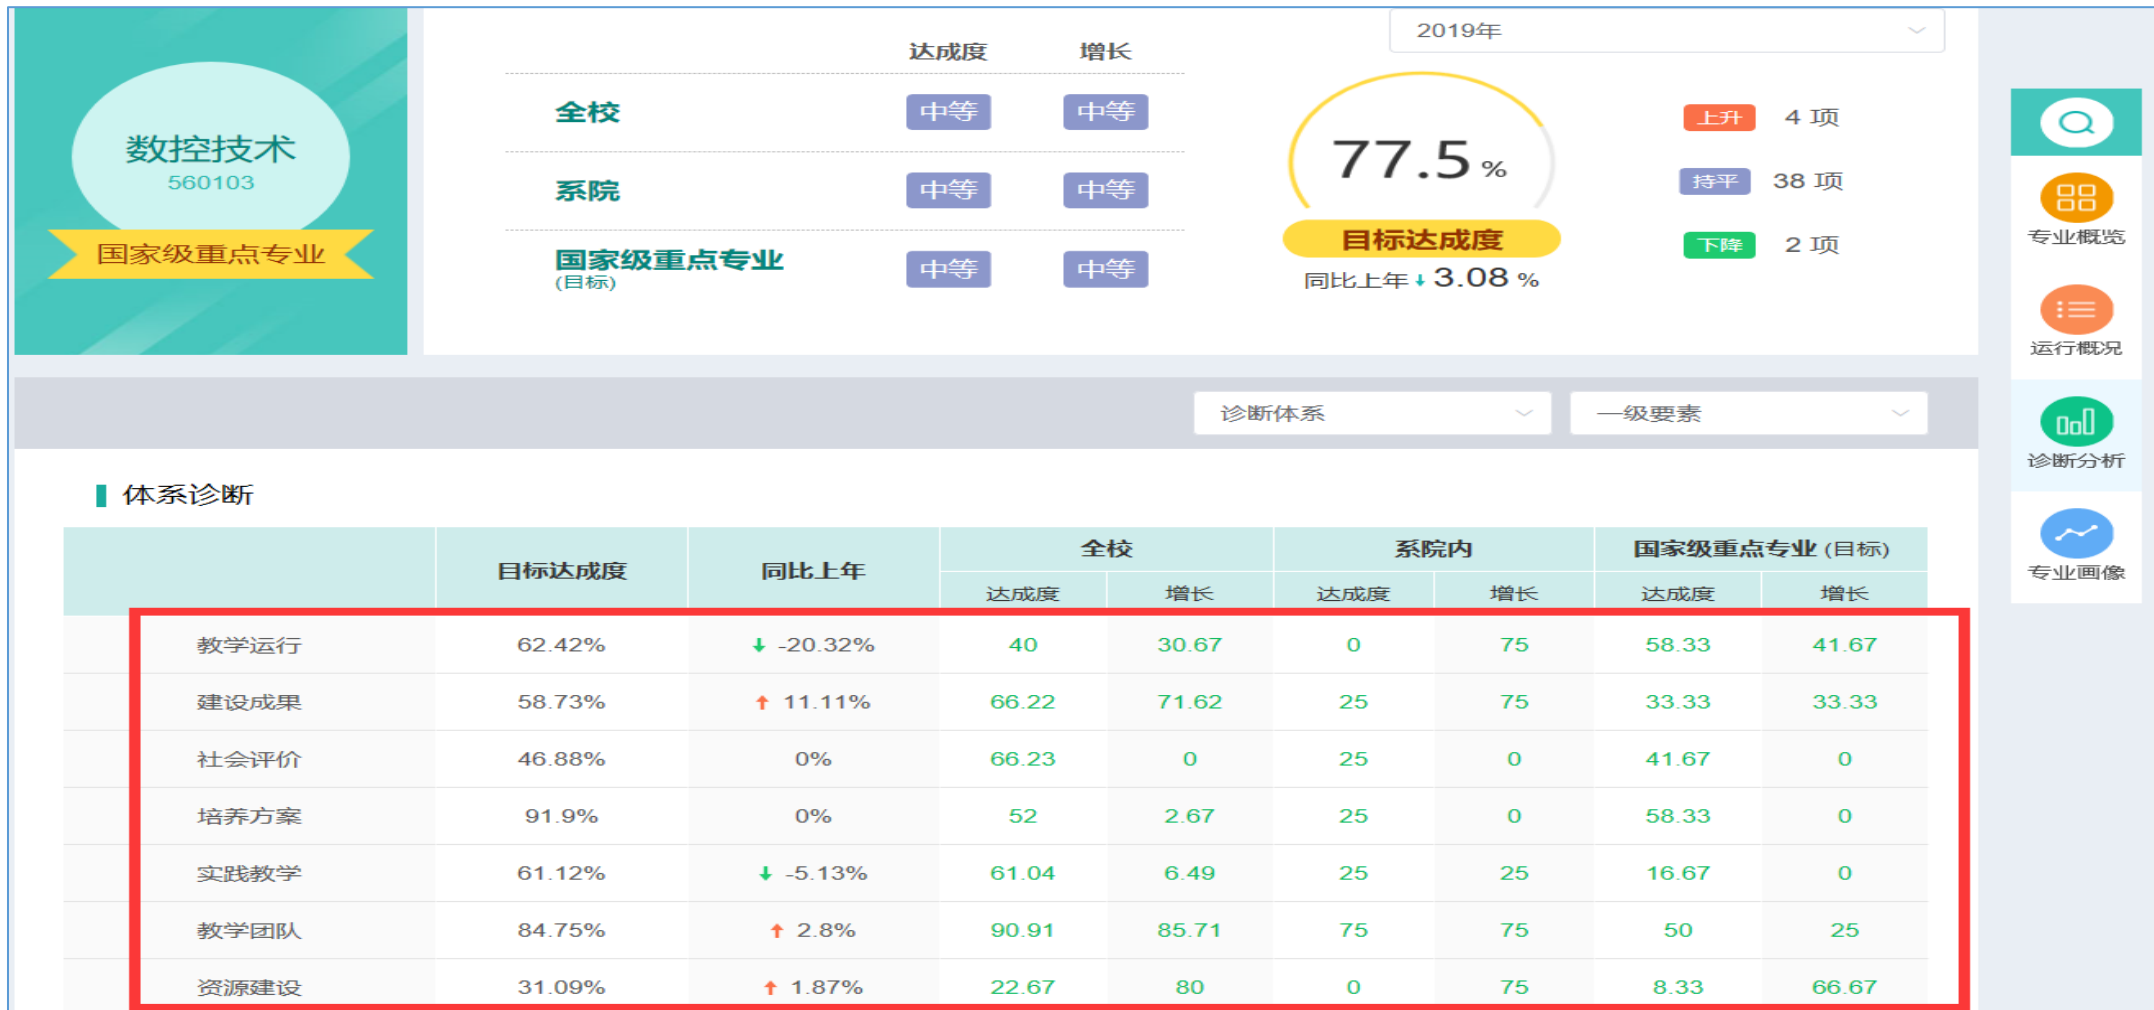 数控技术
560103
国家级重点专业
达成度 增长
全校 中等 中等
系院 中等 中等
国家级重点专业 中等 中等
(目标)
2019年
77.5 %
目标达成度
同比上年 ↓ 3.08 %
上升 4 项
持平 38 项
下降 2 项
专业概览
运行概况
诊断分析
专业画像
诊断体系 一级要素
体系诊断
目标达成度 同比上年 全校 系院内 国家级重点专业 (目标)
达成度 增长 达成度 增长 达成度 增长
教学运行 62.42% ↓ -20.32% 40 30.67 0 75 58.33 41.67
建设成果 58.73% ↑ 11.11% 66.22 71.62 25 75 33.33 33.33
社会评价 46.88% 0% 66.23 0 25 0 41.67 0
培养方案 91.9% 0% 52 2.67 25 0 58.33 0
实践教学 61.12% ↓ -5.13% 61.04 6.49 25 25 16.67 0
教学团队 84.75% ↑ 2.8% 90.91 85.71 75 75 50 25
资源建设 31.09% ↑ 1.87% 22.67 80 0 75 8.33 66.67